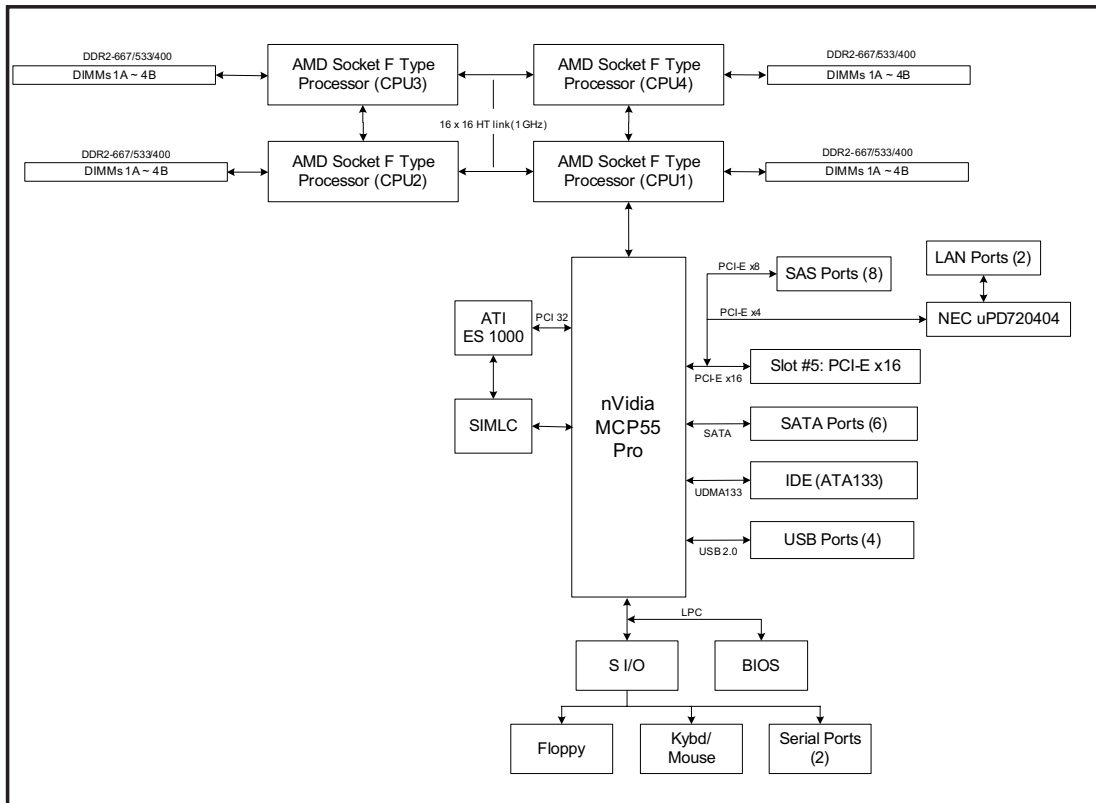 DDR2-667/533/400
DIMMs 1A ~ 4B
AMD Socket F Type
Processor (CPU3)
AMD Socket F Type
Processor (CPU4)
DDR2-667/533/400
DIMMs 1A ~ 4B
16 x 16 HT link (1 GHz)
DDR2-667/533/400
DIMMs 1A ~ 4B
AMD Socket F Type
Processor (CPU2)
AMD Socket F Type
Processor (CPU1)
DDR2-667/533/400
DIMMs 1A ~ 4B
PCI-E x8
SAS Ports (8)
LAN Ports (2)
ATI
ES 1000
PCI 32
PCI-E x4
NEC uPD720404
PCI-E x16
Slot #5: PCI-E x16
nVidia
MCP55
Pro
SIMLC
SATA
SATA Ports (6)
UDMA133
IDE (ATA133)
USB 2.0
USB Ports (4)
LPC
S I/O
BIOS
Floppy
Kybd/
Mouse
Serial Ports
(2)